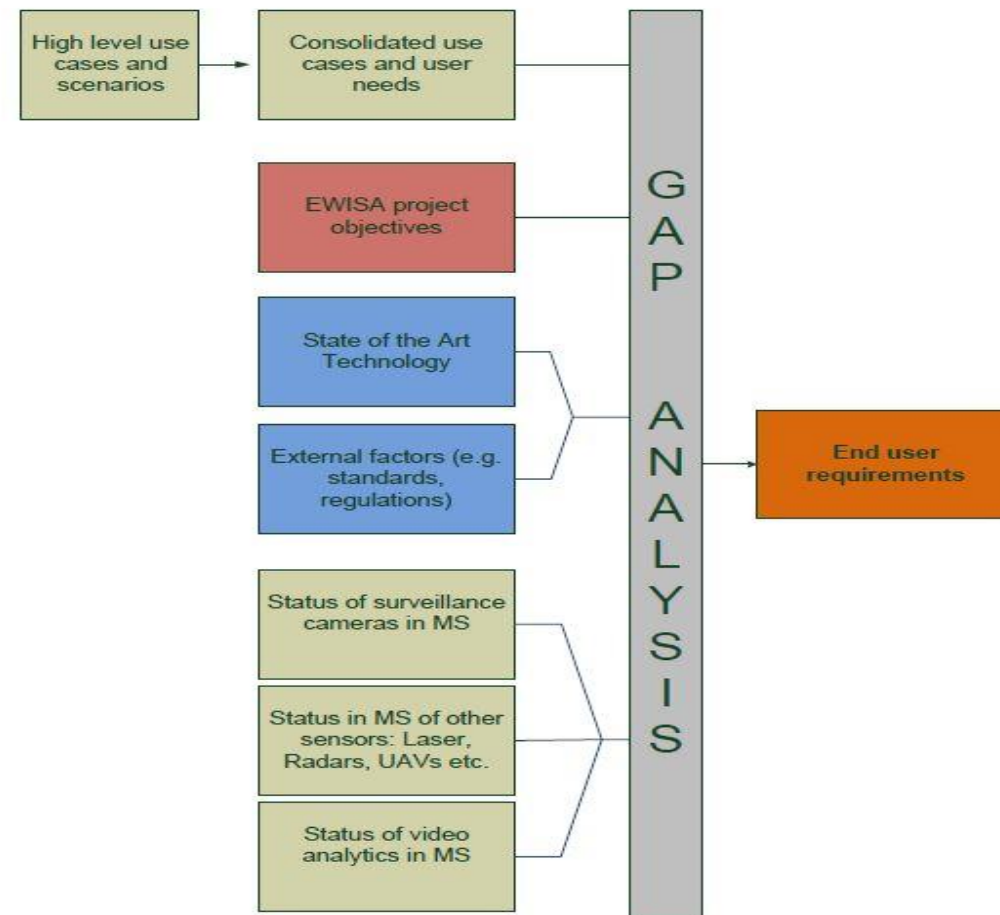 High level use
cases and
scenarios
Consolidated use
cases and user
needs
EWISA project
objectives
State of the Art
Technology
External factors (e.g.
standards,
regulations)
Status of surveillance
cameras in MS
Status in MS of other
sensors: Laser,
Radars, UAVs etc.
Status of video
analytics in MS
GAP ANALYSIS
End user
requirements